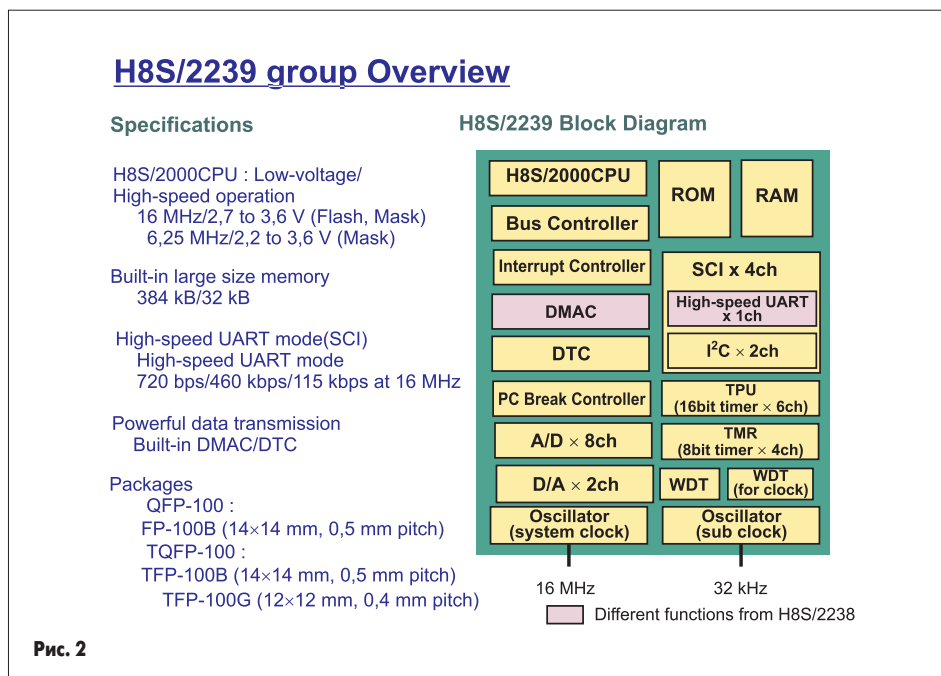 H8S/2239 group Overview
Specifications
H8S/2000CPU : Low-voltage/
High-speed operation
16 MHz/2,7 to 3,6 V (Flash, Mask)
6,25 MHz/2,2 to 3,6 V (Mask)
Built-in large size memory
384 kB/32 kB
High-speed UART mode(SCI)
High-speed UART mode
720 bps/460 kbps/115 kbps at 16 MHz
Powerful data transmission
Built-in DMAC/DTC
Packages
QFP-100 :
FP-100B (14×14 mm, 0,5 mm pitch)
TQFP-100 :
TFP-100B (14×14 mm, 0,5 mm pitch)
TFP-100G (12×12 mm, 0,4 mm pitch)
H8S/2239 Block Diagram
H8S/2000CPU
Bus Controller
Interrupt Controller
DMAC
DTC
PC Break Controller
A/D × 8ch
D/A × 2ch
Oscillator
(system clock)
ROM
RAM
SCI x 4ch
High-speed UART
x 1ch
I²C × 2ch
TPU
(16bit timer × 6ch)
TMR
(8bit timer × 4ch)
WDT
WDT
(for clock)
Oscillator
(sub clock)
16 MHz
32 kHz
Different functions from H8S/2238
Рис. 2